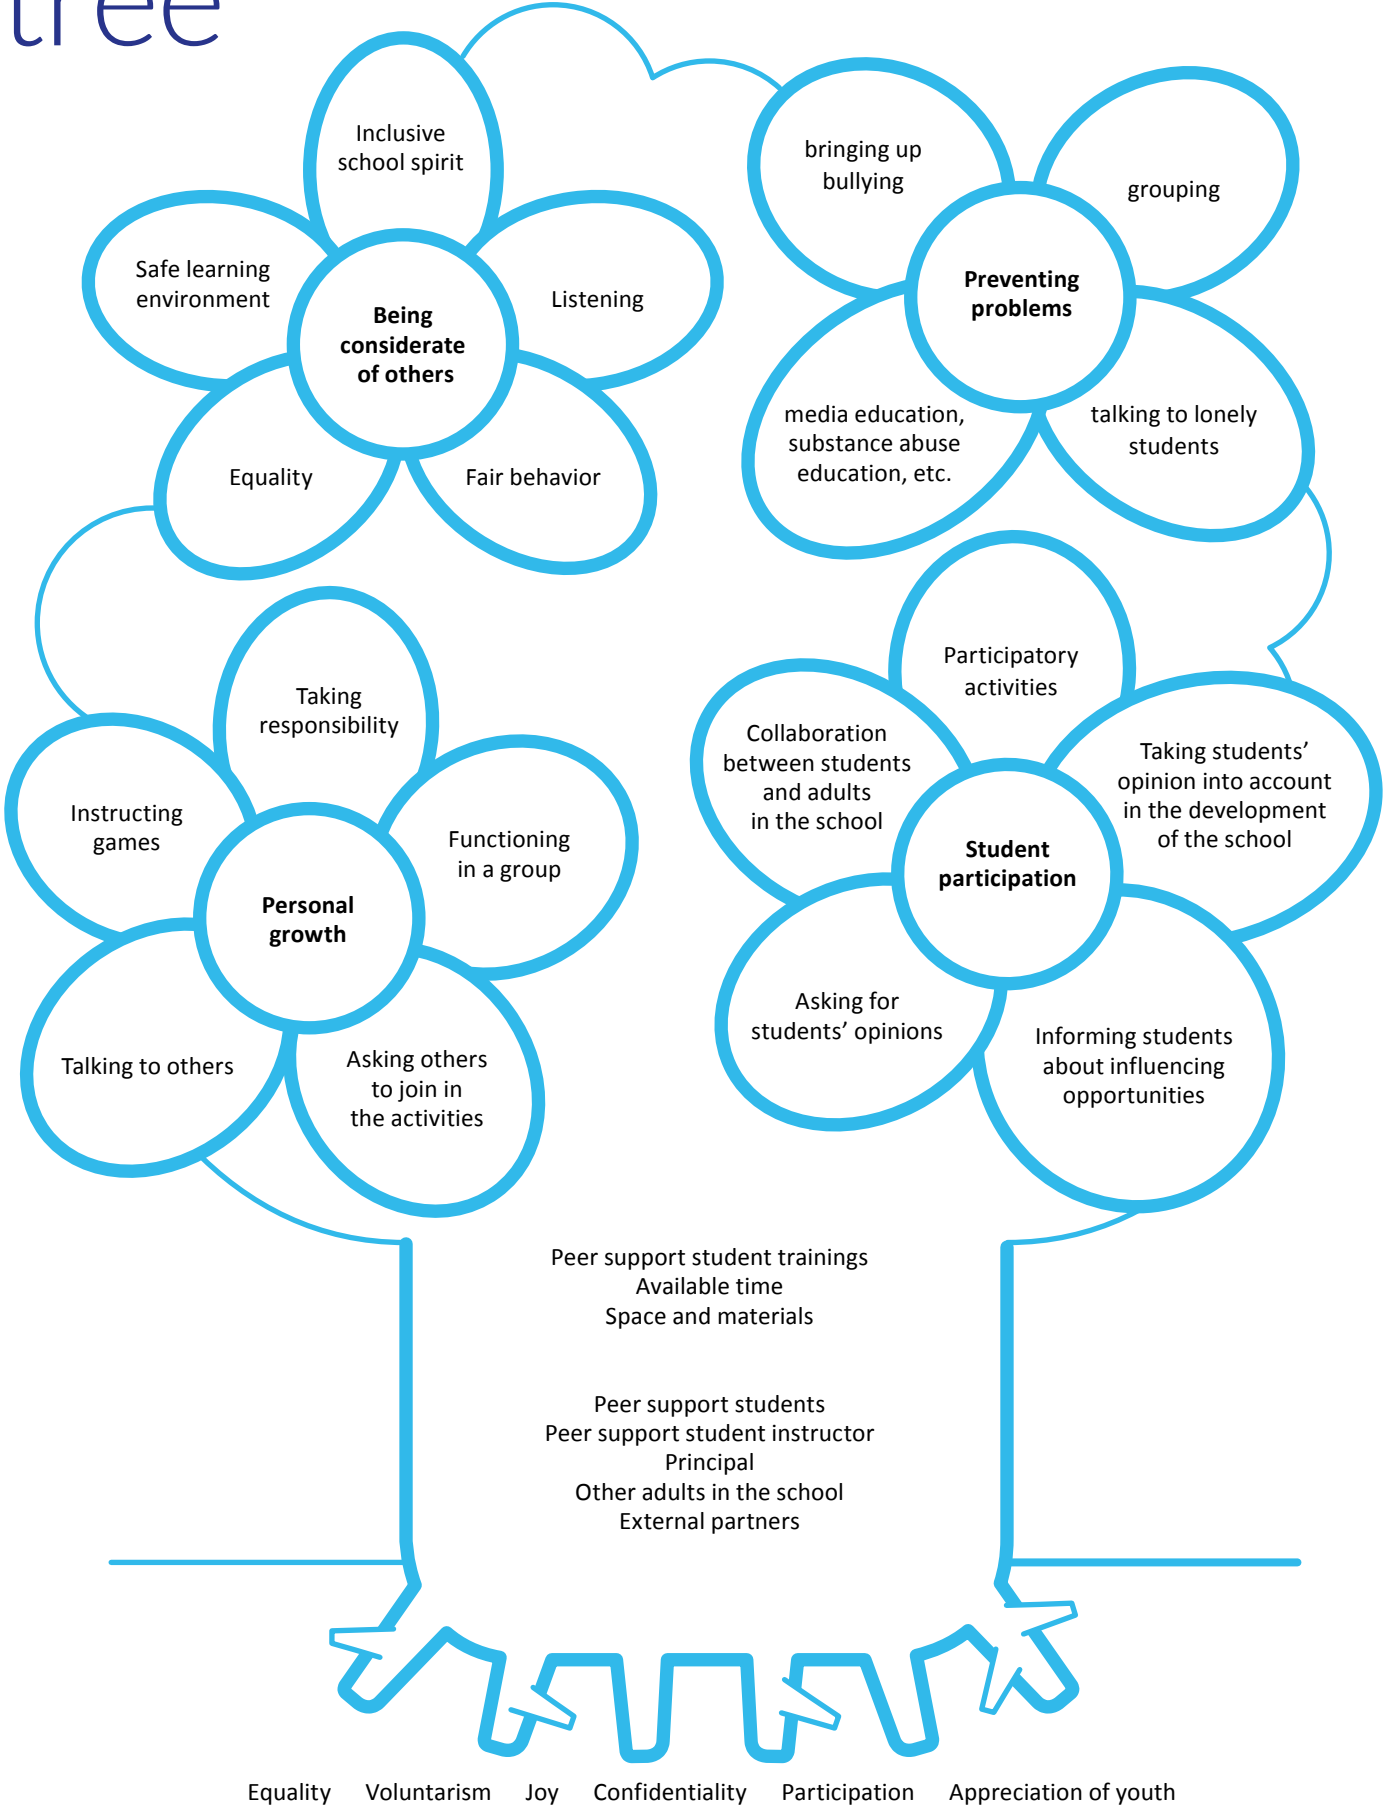 tree
Inclusive
school spirit
Safe learning
environment
Listening
Being
considerate
of others
Equality
Fair behavior
bringing up
bullying
grouping
Preventing
problems
media education,
substance abuse
education, etc.
talking to lonely
students
Taking
responsibility
Instructing
games
Functioning
in a group
Personal
growth
Talking to others
Asking others
to join in
the activities
Participatory
activities
Collaboration
between students
and adults
in the school
Taking students’
opinion into account
in the development
of the school
Student
participation
Asking for
students’ opinions
Informing students
about influencing
opportunities
Peer support student trainings
Available time
Space and materials
Peer support students
Peer support student instructor
Principal
Other adults in the school
External partners
Equality Voluntarism Joy Confidentiality Participation Appreciation of youth